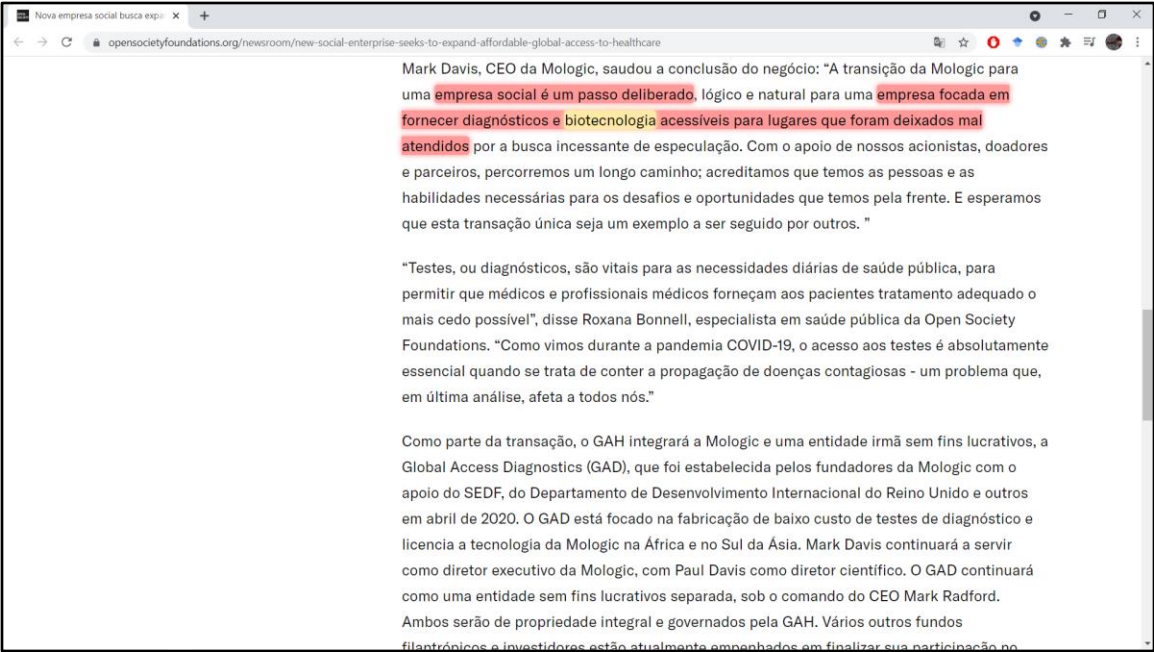 Nova empresa social busca expa
opensocietyfoundations.org/newsroom/new-social-enterprise-seeks-to-expand-affordable-global-access-to-healthcare
Mark Davis, CEO da Mologic, saudou a conclusão do negócio: “A transição da Mologic para
uma empresa social é um passo deliberado, lógico e natural para uma empresa focada em
fornecer diagnósticos e biotecnologia acessíveis para lugares que foram deixados mal
atendidos por a busca incessante de especulação. Com o apoio de nossos acionistas, doadores
e parceiros, percorremos um longo caminho; acreditamos que temos as pessoas e as
habilidades necessárias para os desafios e oportunidades que temos pela frente. E esperamos
que esta transação única seja um exemplo a ser seguido por outros. ”
“Testes, ou diagnósticos, são vitais para as necessidades diárias de saúde pública, para
permitir que médicos e profissionais médicos forneçam aos pacientes tratamento adequado o
mais cedo possível”, disse Roxana Bonnell, especialista em saúde pública da Open Society
Foundations. “Como vimos durante a pandemia COVID-19, o acesso aos testes é absolutamente
essencial quando se trata de conter a propagação de doenças contagiosas - um problema que,
em última análise, afeta a todos nós.”
Como parte da transação, o GAH integrará a Mologic e uma entidade irmã sem fins lucrativos, a
Global Access Diagnostics (GAD), que foi estabelecida pelos fundadores da Mologic com o
apoio do SEDF, do Departamento de Desenvolvimento Internacional do Reino Unido e outros
em abril de 2020. O GAD está focado na fabricação de baixo custo de testes de diagnóstico e
licencia a tecnologia da Mologic na África e no Sul da Ásia. Mark Davis continuará a servir
como diretor executivo da Mologic, com Paul Davis como diretor científico. O GAD continuará
como uma entidade sem fins lucrativos separada, sob o comando do CEO Mark Radford.
Ambos serão de propriedade integral e governados pela GAH. Vários outros fundos
filantrópicos e investidores estão atualmente empenhados em finalizar sua participação no